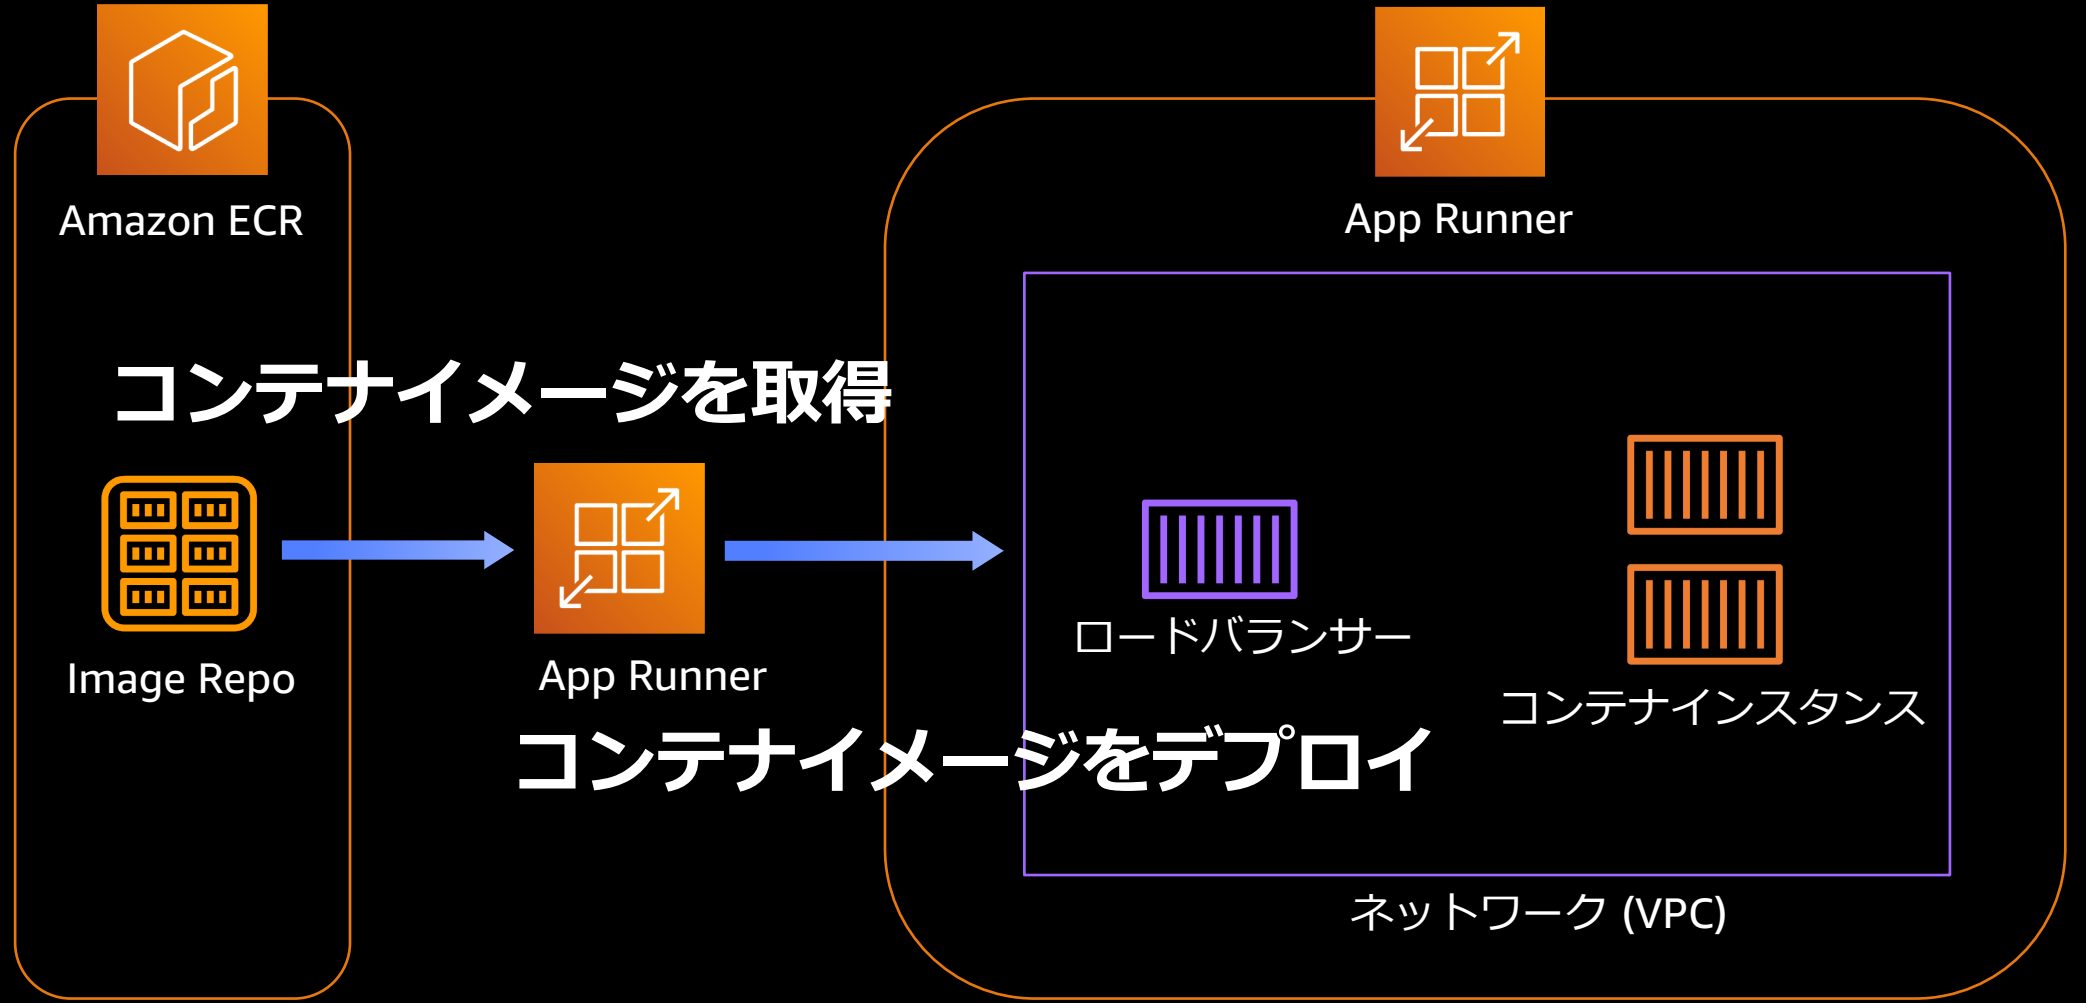 Amazon ECR
App Runner
コンテナイメージを取得
Image Repo
App Runner
ロードバランサー
コンテナインスタンス
コンテナイメージをデプロイ
ネットワーク (VPC)